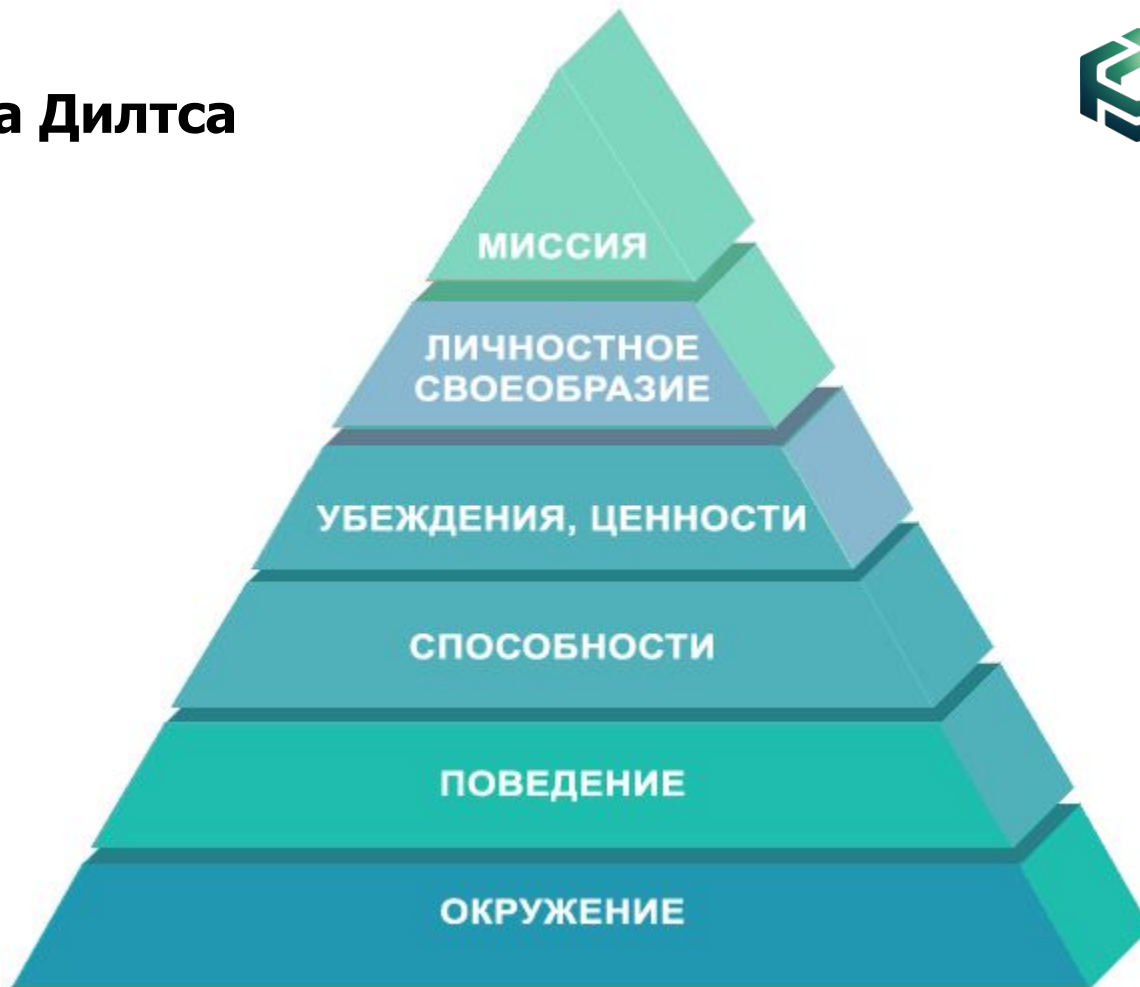 а Дилтса
МИССИЯ
ЛИЧНОСТНОЕ
СВОЕОБРАЗИЕ
УБЕЖДЕНИЯ, ЦЕННОСТИ
СПОСОБНОСТИ
ПОВЕДЕНИЕ
ОКРУЖЕНИЕ